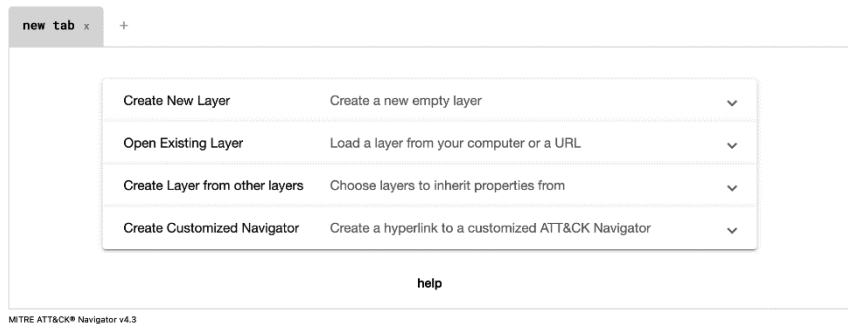 new tab x +
Create New Layer Create a new empty layer
Open Existing Layer Load a layer from your computer or a URL
Create Layer from other layers Choose layers to inherit properties from
Create Customized Navigator Create a hyperlink to a customized ATT&CK Navigator
help
MITRE ATT&CK® Navigator v4.3